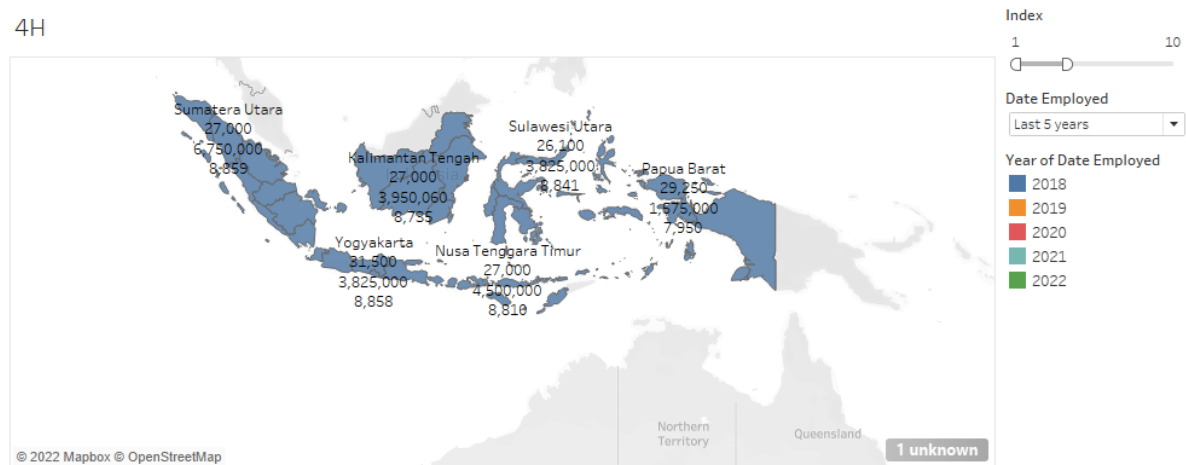 4H
Sumatera Utara
27,000
6,750,000
8,859
Kalimantan Tengah
27,000
3,950,060
8,735
Sulawesi Utara
26,100
3,825,000
8,841
Papua Barat
29,250
1,575,000
7,950
Yogyakarta
31,500
3,825,000
8,858
Nusa Tenggara TImur
27,000
4,500,000
8,810
Northern
Territory
Queensland
© 2022 Mapbox © OpenStreetMap
1 unknown
Index
1 10
Date Employed
Last 5 years
Year of Date Employed
2018
2019
2020
2021
2022